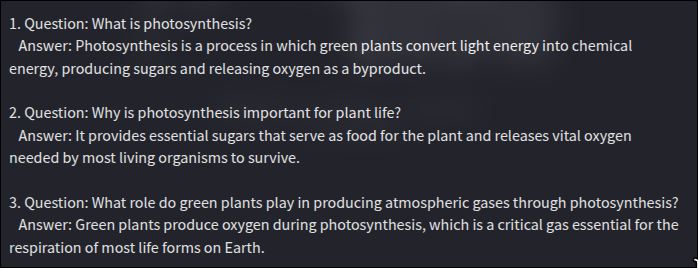 1. Question: What is photosynthesis?
Answer: Photosynthesis is a process in which green plants convert light energy into chemical
energy, producing sugars and releasing oxygen as a byproduct.
2. Question: Why is photosynthesis important for plant life?
Answer: It provides essential sugars that serve as food for the plant and releases vital oxygen
needed by most living organisms to survive.
3. Question: What role do green plants play in producing atmospheric gases through photosynthesis?
Answer: Green plants produce oxygen during photosynthesis, which is a critical gas essential for the
respiration of most life forms on Earth.